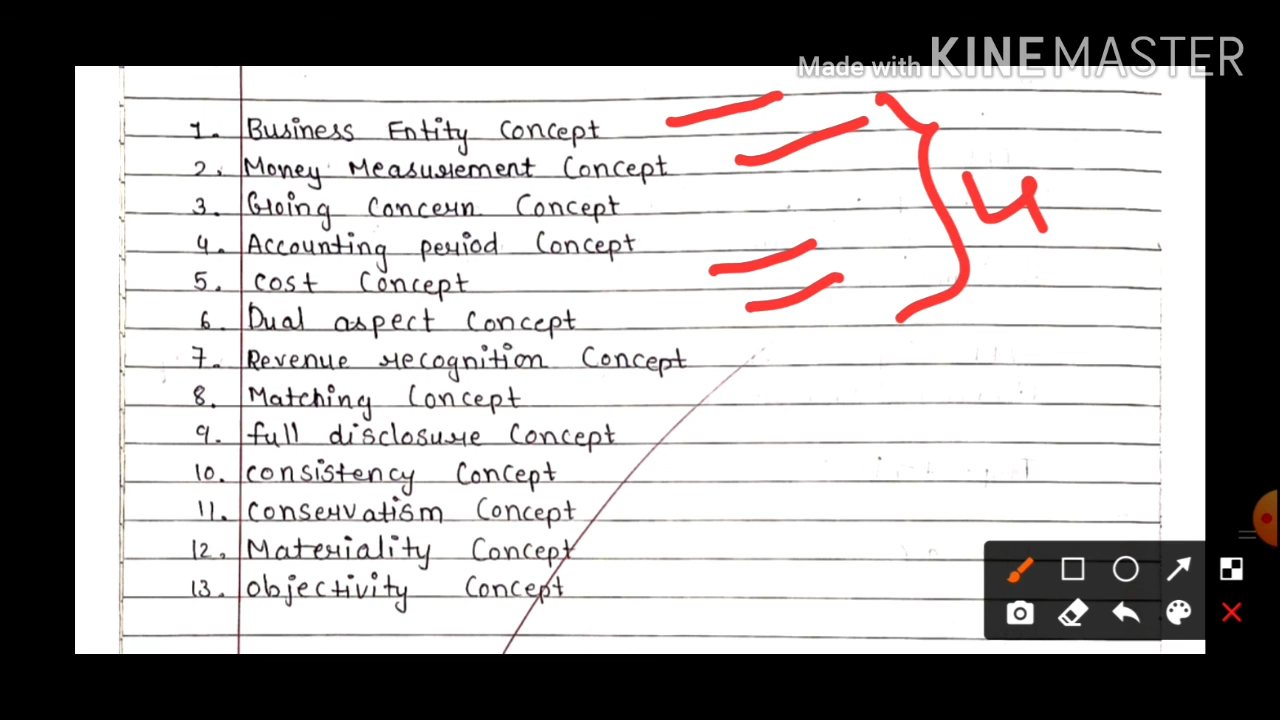 Made with KINEMASTER
1. Business Entity Concept
2. Money Measurement Concept
3. Going Concern Concept
4. Accounting period Concept
5. Cost Concept
6. Dual aspect Concept
7. Revenue recognition Concept
8. Matching Concept
9. full disclosure Concept
10. Consistency Concept
11. Conservatism Concept
12. Materiality Concept
13. Objectivity Concept
4